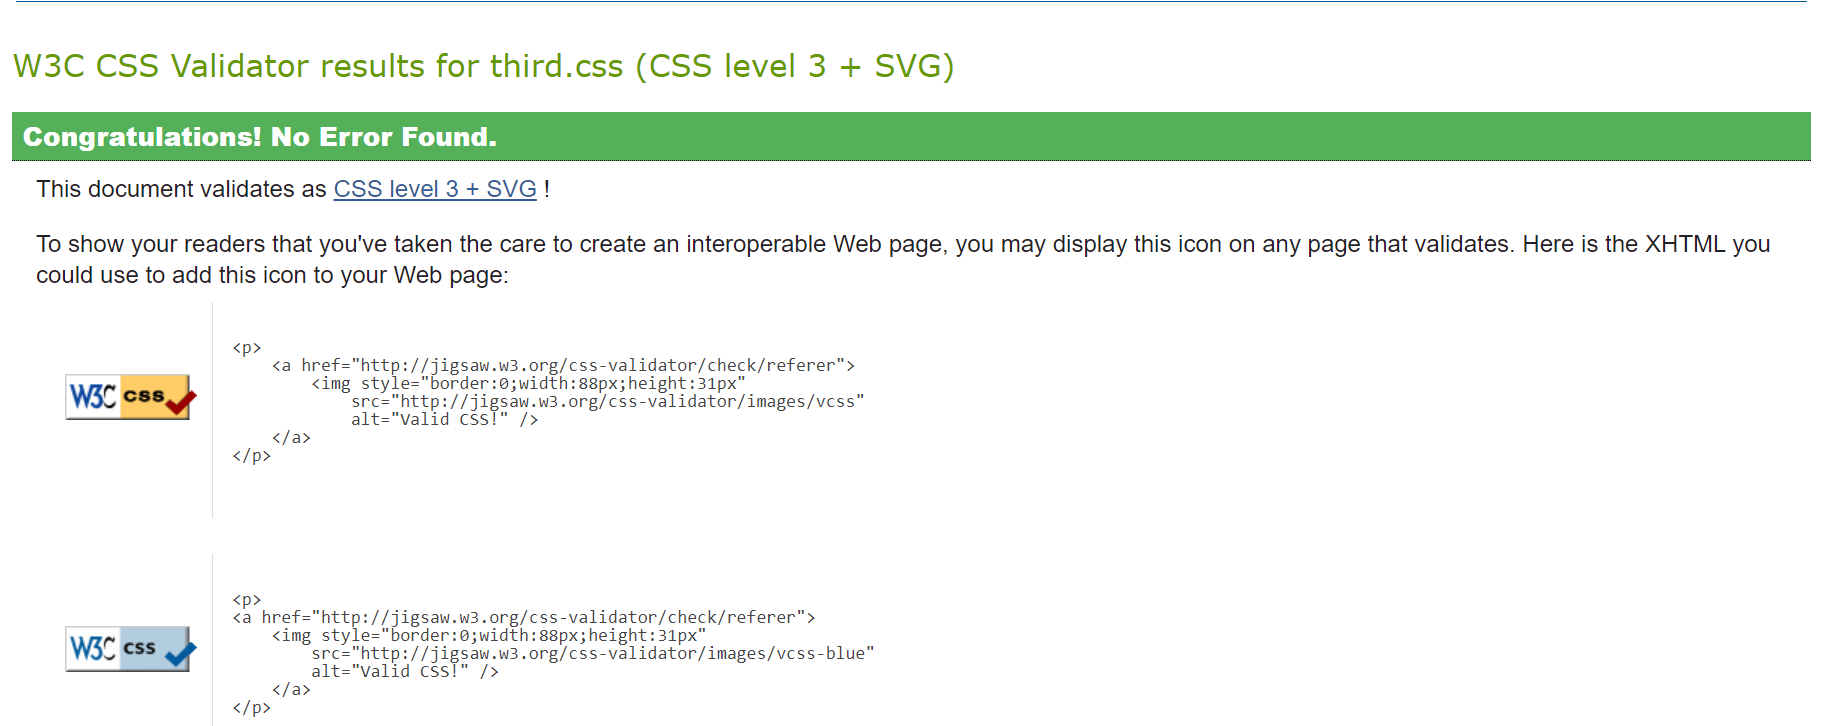 W3C CSS Validator results for third.css (CSS level 3 + SVG)
Congratulations! No Error Found.
This document validates as CSS level 3 + SVG !
To show your readers that you've taken the care to create an interoperable Web page, you may display this icon on any page that validates. Here is the XHTML you
could use to add this icon to your Web page:
W3C css
<p>
    <a href="http://jigsaw.w3.org/css-validator/check/referer">
        <img style="border:0;width:88px;height:31px"
            src="http://jigsaw.w3.org/css-validator/images/vcss"
            alt="Valid CSS!" />
    </a>
</p>
W3C css
<p>
<a href="http://jigsaw.w3.org/css-validator/check/referer">
    <img style="border:0;width:88px;height:31px"
        src="http://jigsaw.w3.org/css-validator/images/vcss-blue"
        alt="Valid CSS!" />
    </a>
</p>